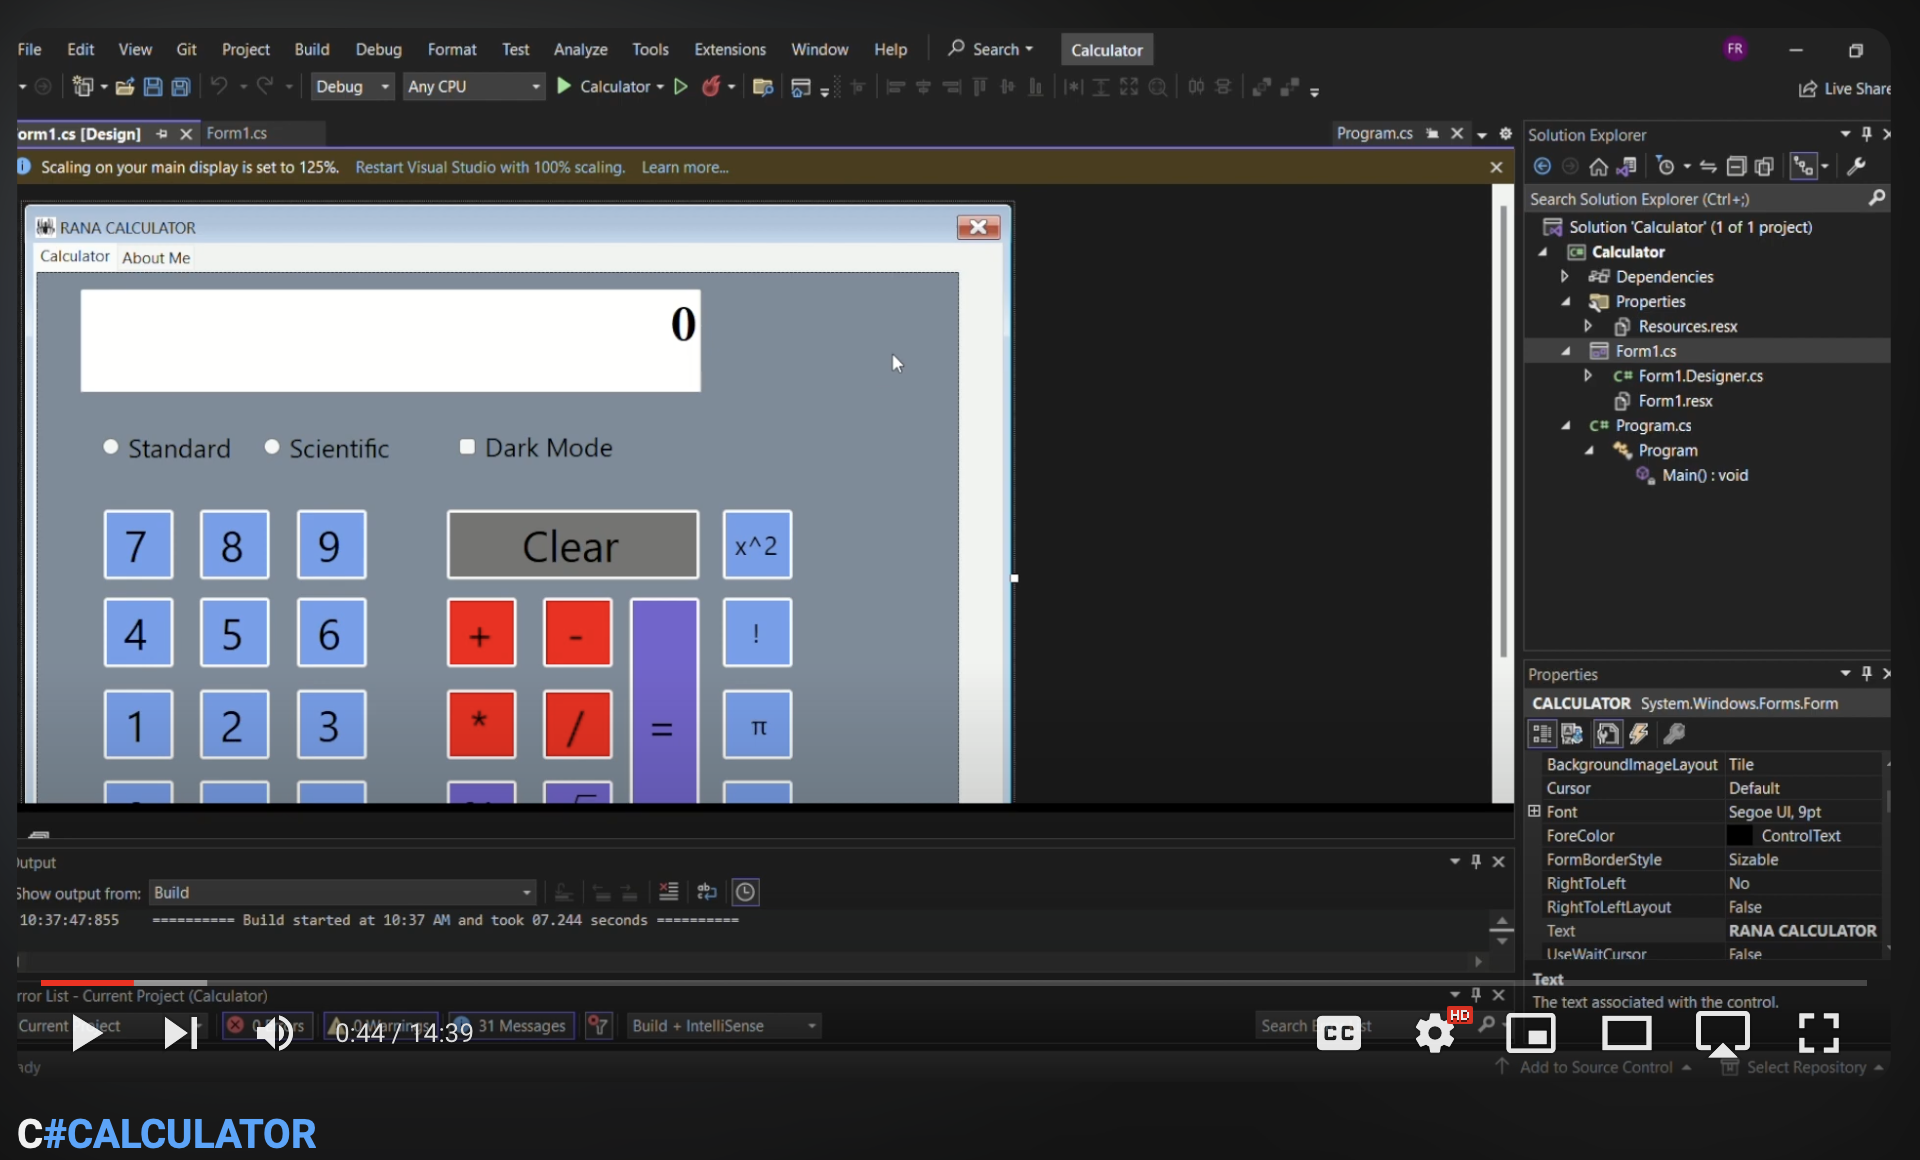 File Edit View Git Project Build Debug Format Test Analyze Tools Extensions Window Help Search Calculator FR
Debug Any CPU Calculator Live Share
orm1.cs [Design] Form1.cs Program.cs
Scaling on your main display is set to 125%. Restart Visual Studio with 100% scaling. Learn more...
RANA CALCULATOR
Calculator About Me
0
Standard Scientific Dark Mode
7 8 9 Clear x^2
4 5 6 + - !
1 2 3 * / = π
Solution Explorer
Search Solution Explorer (Ctrl+;)
Solution 'Calculator' (1 of 1 project)
C# Calculator
Dependencies
Properties
Resources.resx
Form1.cs
C# Form1.Designer.cs
Form1.resx
C# Program.cs
Program
Main() : void
Properties
CALCULATOR System.Windows.Forms.Form
BackgroundImageLayout Tile
Cursor Default
Font Segoe UI, 9pt
ForeColor ControlText
FormBorderStyle Sizable
RightToLeft No
RightToLeftLayout False
Text RANA CALCULATOR
UseWaitCursor False
Text
The text associated with the control.
utput
Show output from: Build
10:37:47:855 ========== Build started at 10:37 AM and took 07.244 seconds ==========
rror List - Current Project (Calculator)
Current 0 0 Warnings 31 Messages Build + IntelliSense Search
0:44 / 14:39 CC HD
ady Add to Source Control Select Repository
C#CALCULATOR